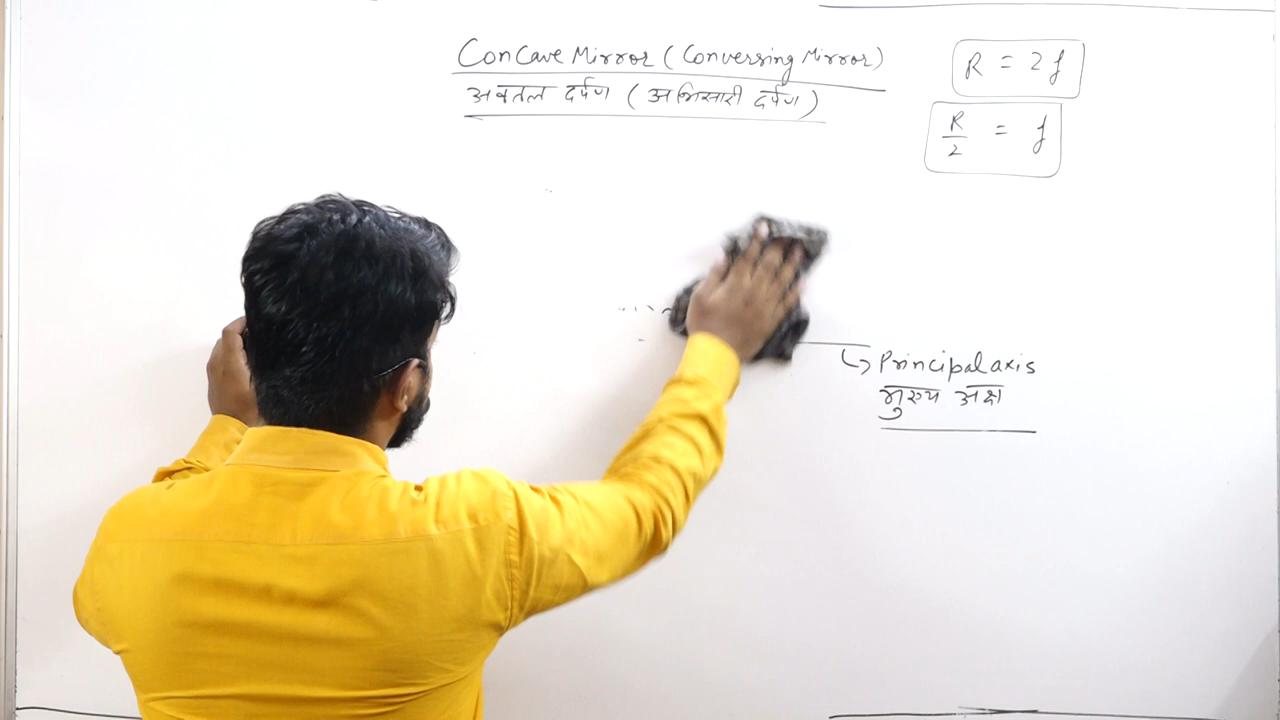 Concave Mirror (Conversing Mirror)
अवतल दर्पण (अभिसारी दर्पण)
R = 2f
R/2 = f
↳ Principal axis
मुख्य अक्ष